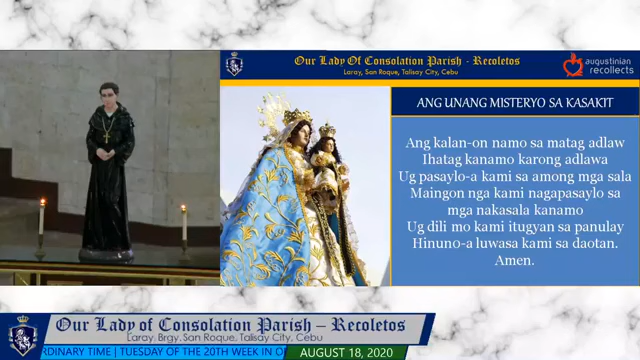 Our Lady Of Consolation Parish - Recoletos
Laray, San Roque, Talisay City, Cebu
augustinian
recollects
ANG UNANG MISTERYO SA KASAKIT
Ang kalan-on namo sa matag adlaw
Ihatag kanamo karong adlawa
Ug pasaylo-a kami sa among mga sala
Maingon nga kami nagapasaylo sa
mga nakasala kanamo
Ug dili mo kami itugyan sa panulay
Hinuno-a luwasa kami sa daotan.
Amen.
Our Lady of Consolation Parish – Recoletos
Laray, Brgy. San Roque, Talisay City, Cebu
RDINARY TIME | TUESDAY OF THE 20TH WEEK IN O
AUGUST 18, 2020